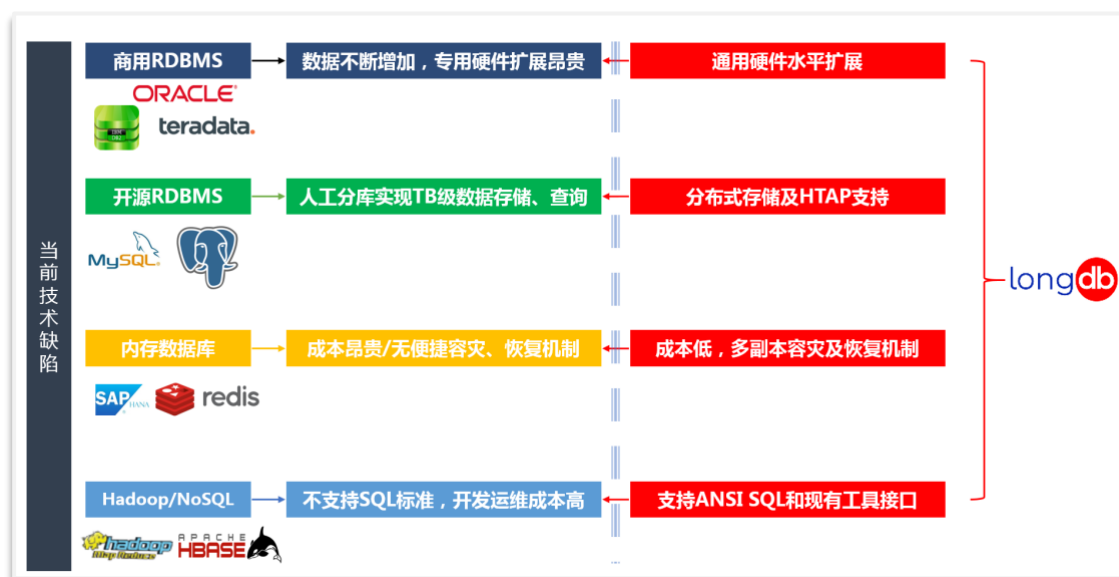 当前技术缺陷
商用RDBMS
数据不断增加，专用硬件扩展昂贵
通用硬件水平扩展
ORACLE
IBM
DB2
teradata.
开源RDBMS
人工分库实现TB级数据存储、查询
分布式存储及HTAP支持
MySQL
longdb
内存数据库
成本昂贵/无便捷容灾、恢复机制
成本低，多副本容灾及恢复机制
SAP HANA
redis
Hadoop/NoSQL
不支持SQL标准，开发运维成本高
支持ANSI SQL和现有工具接口
hadoop
Map Reduce
APACHE
HBASE